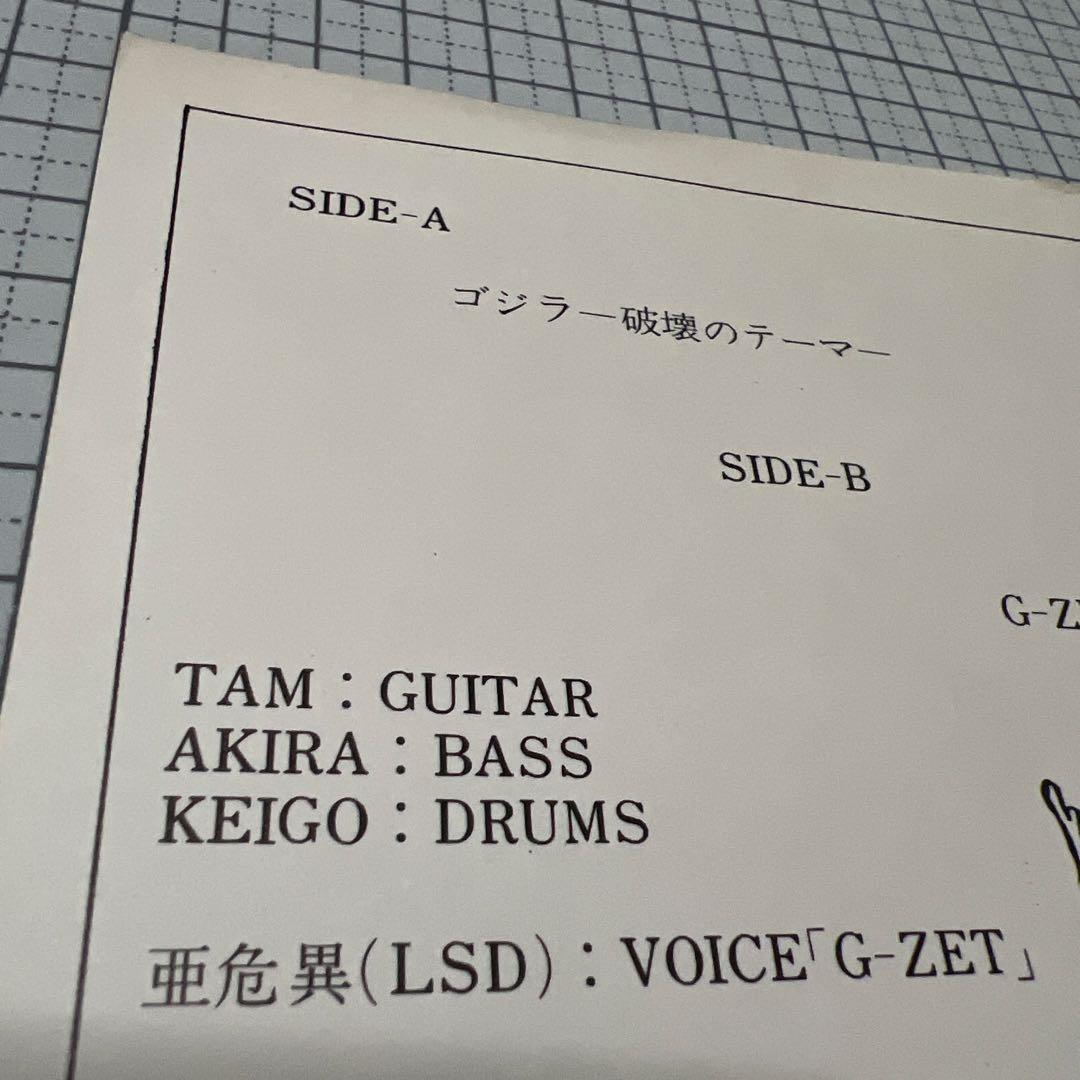 SIDE-A
ゴジラ―破壊のテーマ―
SIDE-B
G-Z
TAM：GUITAR
AKIRA：BASS
KEIGO：DRUMS
亜危異(LSD)：VOICE「G-ZET」